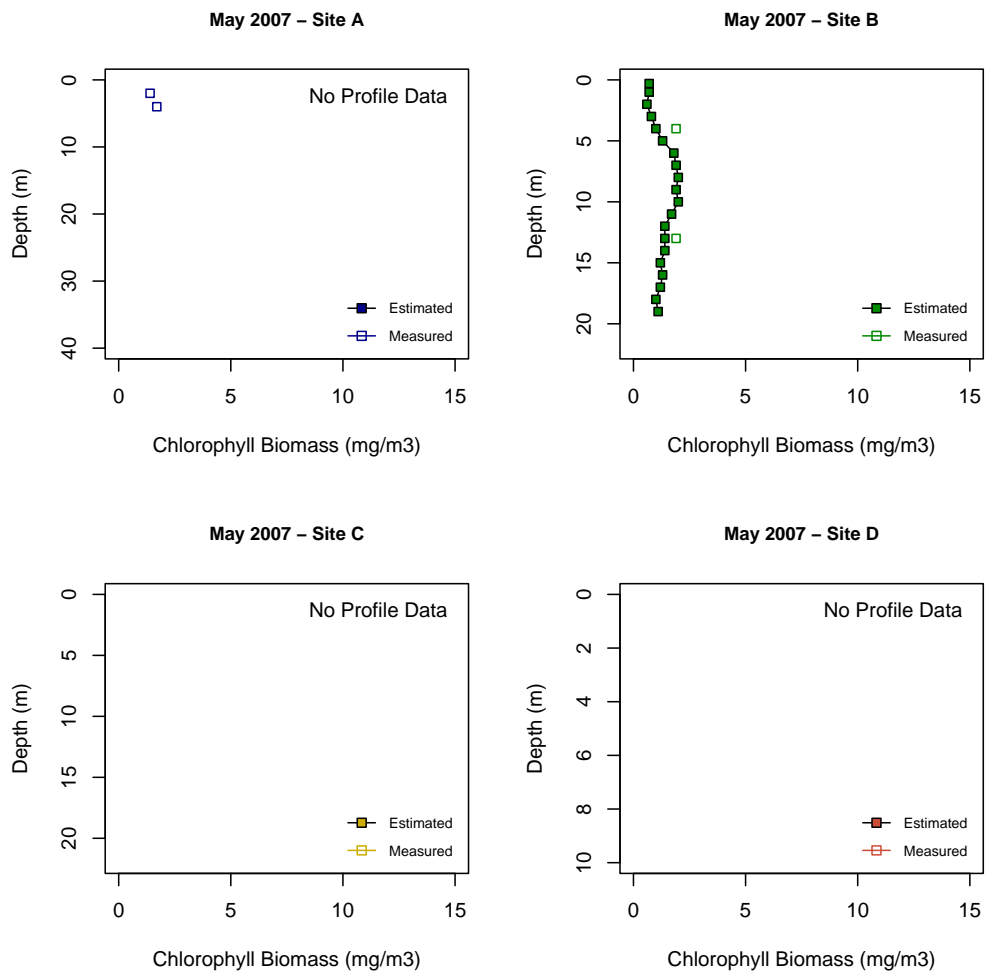 May 2007 – Site A
No Profile Data
0
10
20
30
40
Depth (m)
Estimated
Measured
0 5 10 15
Chlorophyll Biomass (mg/m3)
May 2007 – Site B
0
5
10
15
20
Depth (m)
Estimated
Measured
0 5 10 15
Chlorophyll Biomass (mg/m3)
May 2007 – Site C
No Profile Data
0
5
10
15
20
Depth (m)
Estimated
Measured
0 5 10 15
Chlorophyll Biomass (mg/m3)
May 2007 – Site D
No Profile Data
0
2
4
6
8
10
Depth (m)
Estimated
Measured
0 5 10 15
Chlorophyll Biomass (mg/m3)